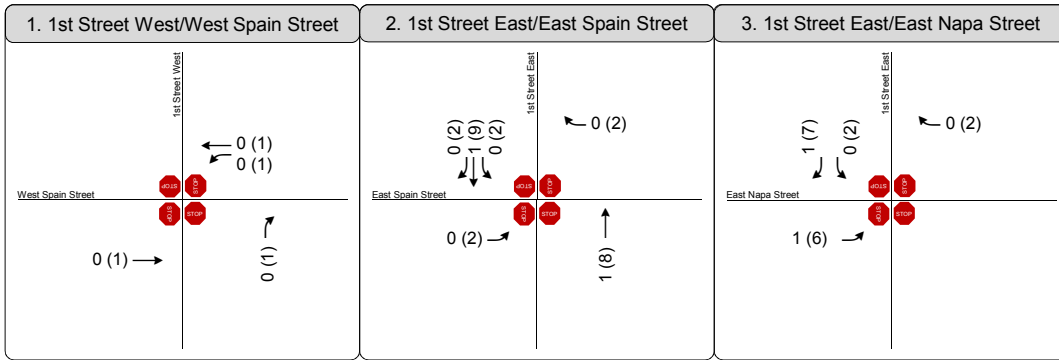 1. 1st Street West/West Spain Street
1st Street West
0 (1)
0 (1)
West Spain Street
STOP
STOP
STOP
STOP
0 (1)
0 (1)
2. 1st Street East/East Spain Street
1st Street East
0 (2)
1 (9)
0 (2)
0 (2)
East Spain Street
STOP
STOP
STOP
STOP
0 (2)
1 (8)
3. 1st Street East/East Napa Street
1st Street East
1 (7)
0 (2)
0 (2)
East Napa Street
STOP
STOP
STOP
STOP
1 (6)